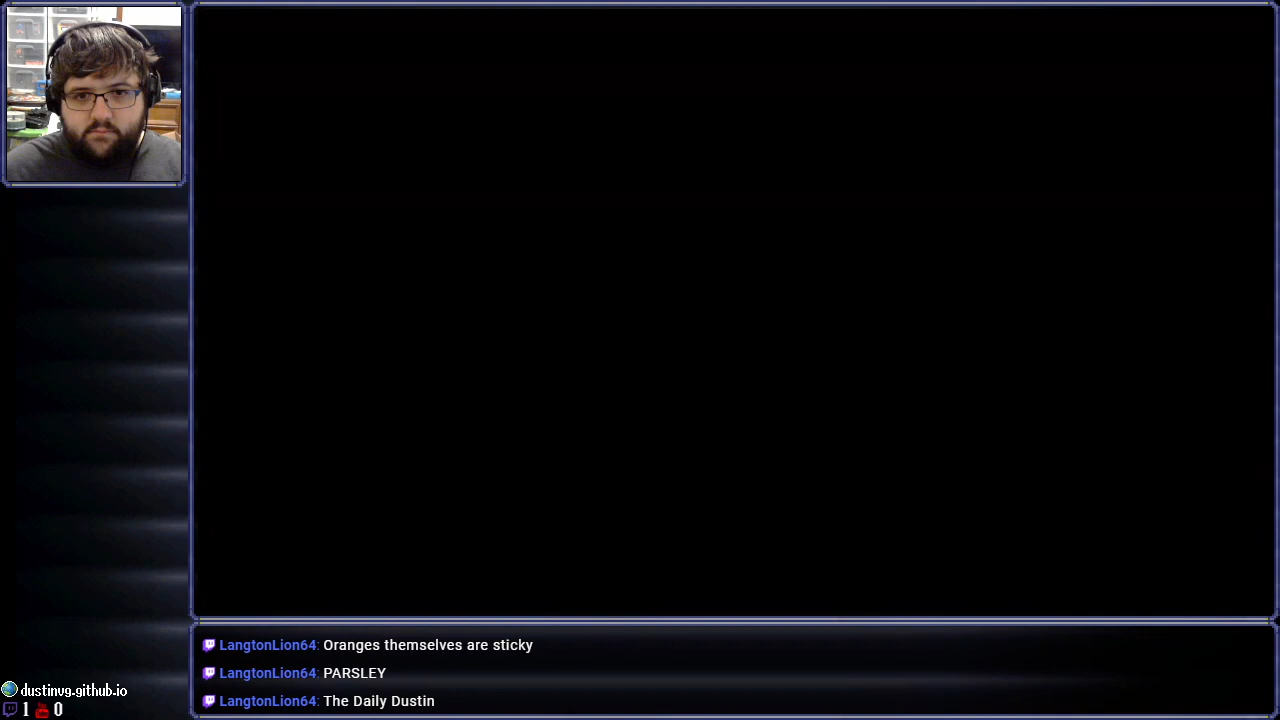 LangtonLion64: Oranges themselves are sticky
LangtonLion64: PARSLEY
LangtonLion64: The Daily Dustin
dustinvg.github.io
1 0